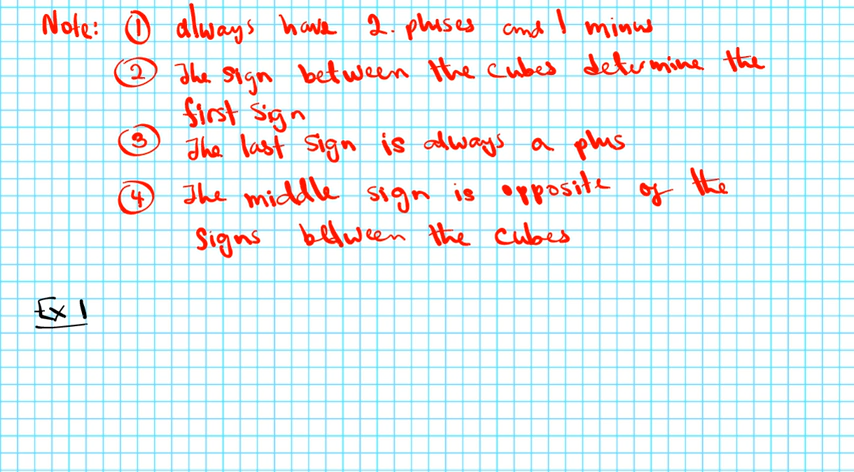 Note: ① always have 2. pluses and 1 minus
② The sign between the cubes determine the
first sign
③ The last sign is always a plus
④ The middle sign is opposite of the
signs between the cubes
Ex 1